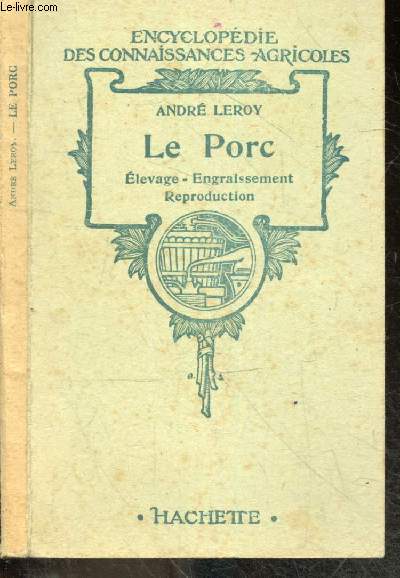 Le-livre.com
ANDRÉ LEROY. — LE PORC
ENCYCLOPÉDIE
DES CONNAISSANCES AGRICOLES
ANDRÉ LEROY
Le Porc
Élevage - Engraissement
Reproduction
• HACHETTE •